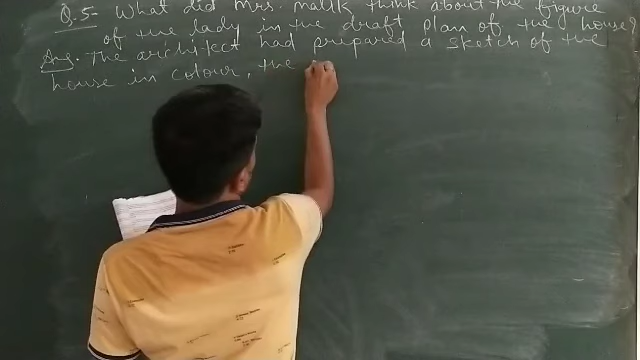 Q.5- What did Mrs. Malik think about the figure
of the lady in the draft plan of the house?
Ans. The architect had prepared a sketch of the
house in colour, the